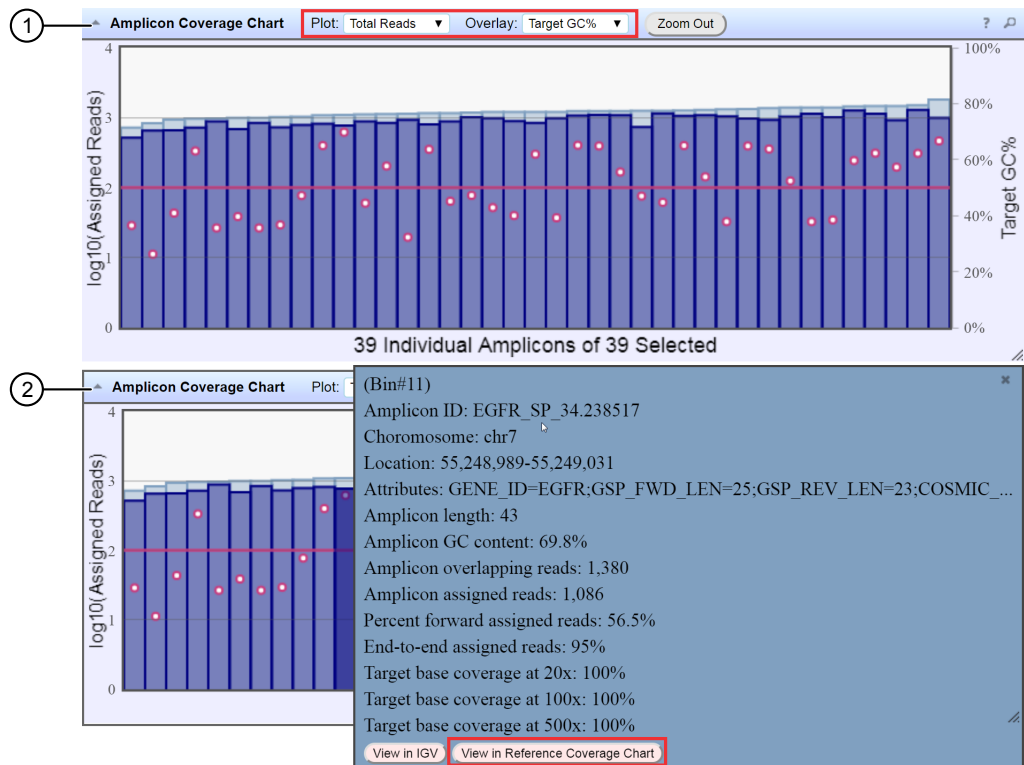 1
Amplicon Coverage Chart Plot: Total Reads ▼ Overlay: Target GC% ▼ Zoom Out ?
4
3
2
1
0
log10(Assigned Reads)
100%
80%
60%
40%
20%
0%
Target GC%
39 Individual Amplicons of 39 Selected
2
Amplicon Coverage Chart Plot:
4
3
2
1
0
log10(Assigned Reads)
(Bin#11)
Amplicon ID: EGFR_SP_34.238517
Choromosome: chr7
Location: 55,248,989-55,249,031
Attributes: GENE_ID=EGFR;GSP_FWD_LEN=25;GSP_REV_LEN=23;COSMIC_...
Amplicon length: 43
Amplicon GC content: 69.8%
Amplicon overlapping reads: 1,380
Amplicon assigned reads: 1,086
Percent forward assigned reads: 56.5%
End-to-end assigned reads: 95%
Target base coverage at 20x: 100%
Target base coverage at 100x: 100%
Target base coverage at 500x: 100%
View in IGV View in Reference Coverage Chart